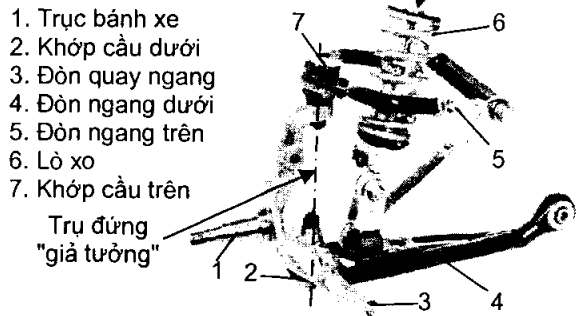 1. Trục bánh xe
2. Khớp cầu dưới
3. Đòn quay ngang
4. Đòn ngang dưới
5. Đòn ngang trên
6. Lò xo
7. Khớp cầu trên
Trụ đứng
"giả tưởng"
7
6
5
1
2
3
4